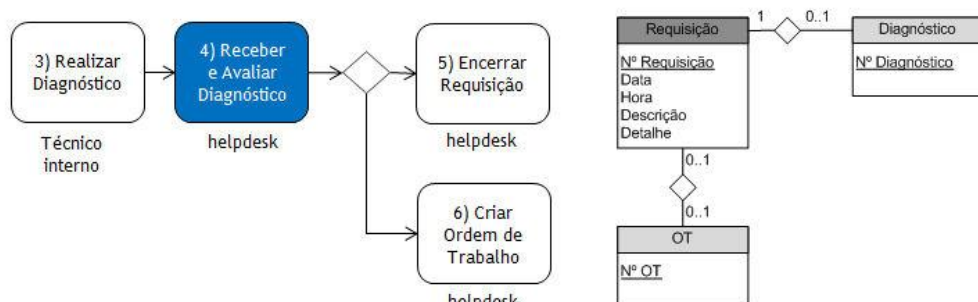 3) Realizar
Diagnóstico
Técnico
interno
4) Receber
e Avaliar
Diagnóstico
helpdesk
5) Encerrar
Requisição
helpdesk
6) Criar
Ordem de
Trabalho
helpdesk
Requisição
Nº Requisição
Data
Hora
Descrição
Detalhe
1
0..1
Diagnóstico
Nº Diagnóstico
0..1
0..1
OT
Nº OT